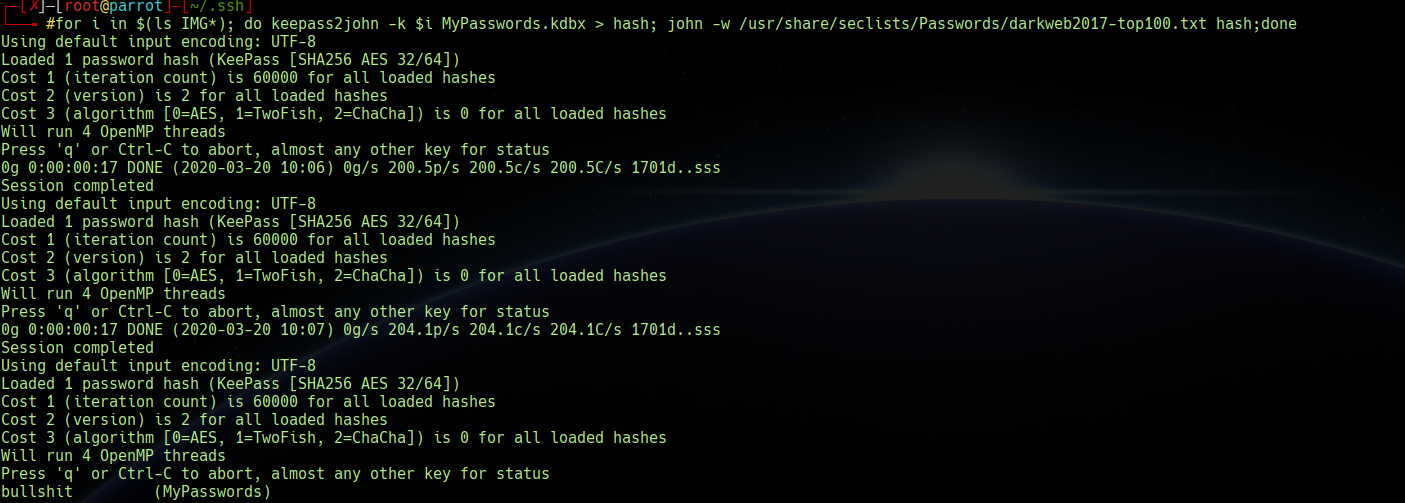 [✗]─[root@parrot]─[~/.ssh]
#for i in $(ls IMG*); do keepass2john -k $i MyPasswords.kdbx > hash; john -w /usr/share/seclists/Passwords/darkweb2017-top100.txt hash;done
Using default input encoding: UTF-8
Loaded 1 password hash (KeePass [SHA256 AES 32/64])
Cost 1 (iteration count) is 60000 for all loaded hashes
Cost 2 (version) is 2 for all loaded hashes
Cost 3 (algorithm [0=AES, 1=TwoFish, 2=ChaCha]) is 0 for all loaded hashes
Will run 4 OpenMP threads
Press 'q' or Ctrl-C to abort, almost any other key for status
0g 0:00:00:17 DONE (2020-03-20 10:06) 0g/s 200.5p/s 200.5c/s 200.5C/s 1701d..sss
Session completed
Using default input encoding: UTF-8
Loaded 1 password hash (KeePass [SHA256 AES 32/64])
Cost 1 (iteration count) is 60000 for all loaded hashes
Cost 2 (version) is 2 for all loaded hashes
Cost 3 (algorithm [0=AES, 1=TwoFish, 2=ChaCha]) is 0 for all loaded hashes
Will run 4 OpenMP threads
Press 'q' or Ctrl-C to abort, almost any other key for status
0g 0:00:00:17 DONE (2020-03-20 10:07) 0g/s 204.1p/s 204.1c/s 204.1C/s 1701d..sss
Session completed
Using default input encoding: UTF-8
Loaded 1 password hash (KeePass [SHA256 AES 32/64])
Cost 1 (iteration count) is 60000 for all loaded hashes
Cost 2 (version) is 2 for all loaded hashes
Cost 3 (algorithm [0=AES, 1=TwoFish, 2=ChaCha]) is 0 for all loaded hashes
Will run 4 OpenMP threads
Press 'q' or Ctrl-C to abort, almost any other key for status
bullshit         (MyPasswords)